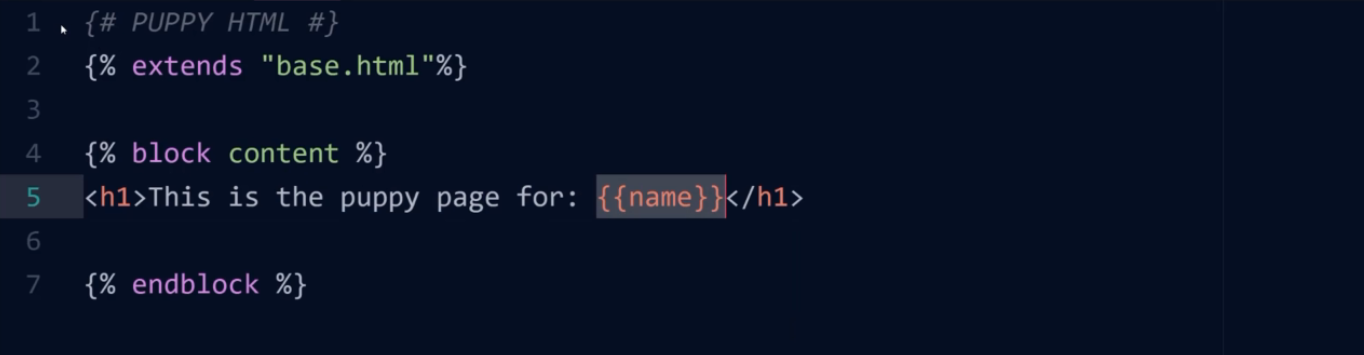 1 {# PUPPY HTML #}
2 {% extends "base.html"%}
3
4 {% block content %}
5 <h1>This is the puppy page for: {{name}}</h1>
6
7 {% endblock %}